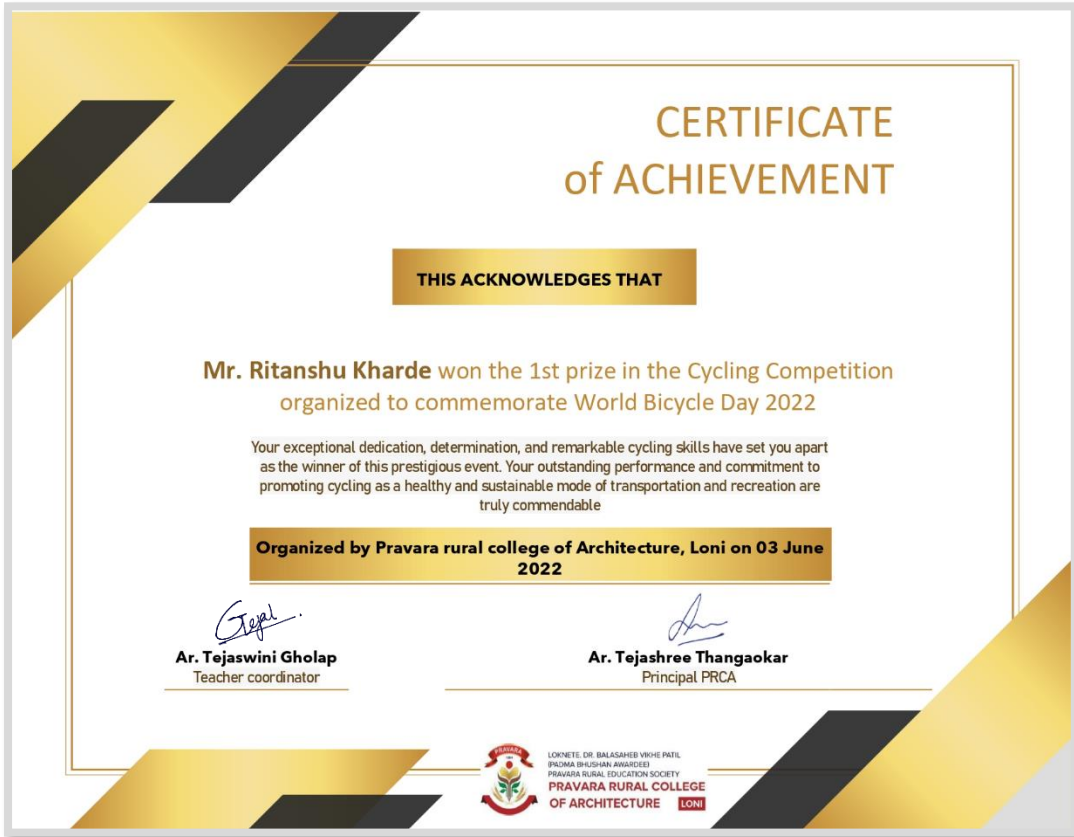 CERTIFICATE
of ACHIEVEMENT
THIS ACKNOWLEDGES THAT
Mr. Ritanshu Kharde won the 1st prize in the Cycling Competition
organized to commemorate World Bicycle Day 2022
Your exceptional dedication, determination, and remarkable cycling skills have set you apart
as the winner of this prestigious event. Your outstanding performance and commitment to
promoting cycling as a healthy and sustainable mode of transportation and recreation are
truly commendable
Organized by Pravara rural college of Architecture, Loni on 03 June
2022
Ar. Tejaswini Gholap
Teacher coordinator
Ar. Tejashree Thangaokar
Principal PRCA
PRAVARA
LOKNETE. DR. BALASAHEB VIKHE PATIL
(PADMA BHUSHAN AWARDEE)
PRAVARA RURAL EDUCATION SOCIETY
PRAVARA RURAL COLLEGE
OF ARCHITECTURE LONI